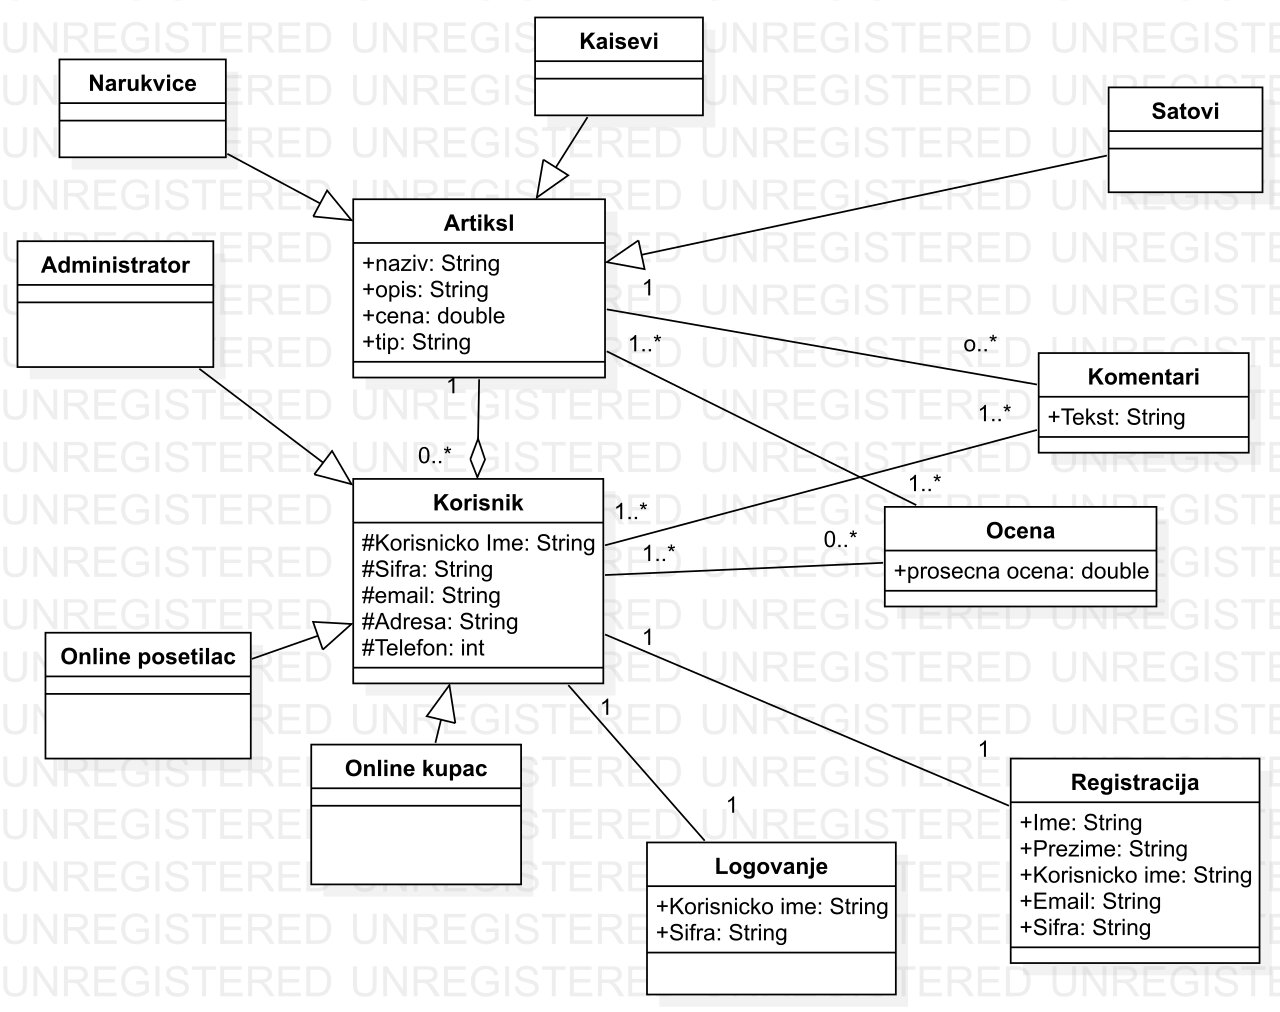 Kaisevi
Narukvice
Satovi
Artiksl
+naziv: String
+opis: String
+cena: double
+tip: String
Administrator
1
1..*
o..*
Komentari
+Tekst: String
1
0..*
1..*
1..*
Korisnik
#Korisnicko Ime: String
#Sifra: String
#email: String
#Adresa: String
#Telefon: int
1..*
1..*
0..*
Ocena
+prosecna ocena: double
Online posetilac
1
1
Online kupac
1
1
Registracija
+Ime: String
+Prezime: String
+Korisnicko ime: String
+Email: String
+Sifra: String
Logovanje
+Korisnicko ime: String
+Sifra: String
UNREGISTERED UNREGISTERED UNREGISTERED